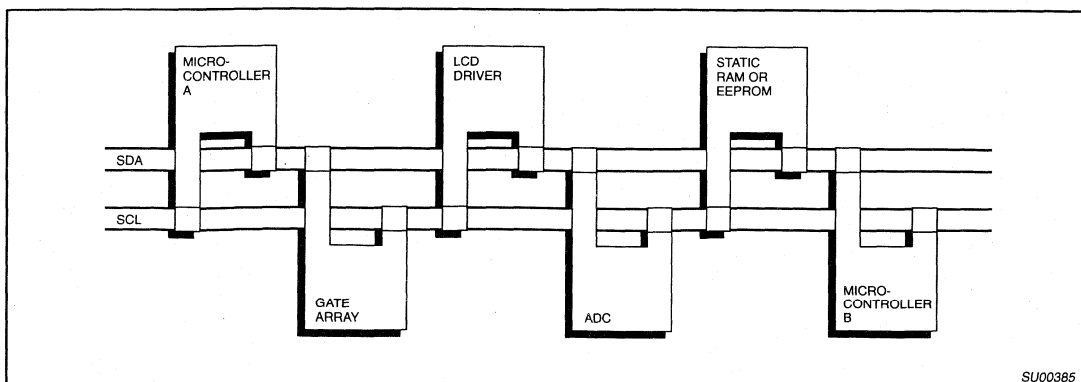 MICRO-
CONTROLLER
A
LCD
DRIVER
STATIC
RAM OR
EEPROM
SDA
SCL
GATE
ARRAY
ADC
MICRO-
CONTROLLER
B
SU00385